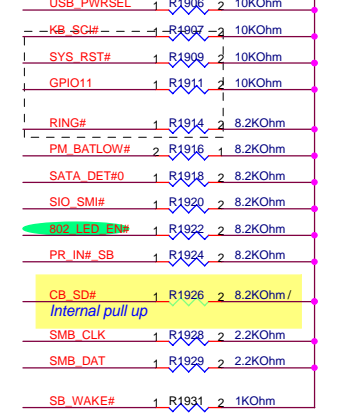 USB_PWRSEL 1 R1906 2 10KOhm
KB_SCI# 1 R1907 2 10KOhm
SYS_RST# 1 R1909 2 10KOhm
GPIO11 1 R1911 2 10KOhm
RING# 1 R1914 2 8.2KOhm
PM_BATLOW# 2 R1916 1 8.2KOhm
SATA_DET#0 1 R1918 2 8.2KOhm
SIO_SMI# 1 R1920 2 8.2KOhm
802_LED_EN# 1 R1922 2 8.2KOhm
PR_IN#_SB 1 R1924 2 8.2KOhm
CB_SD# 1 R1926 2 8.2KOhm /
Internal pull up
SMB_CLK 1 R1928 2 2.2KOhm
SMB_DAT 1 R1929 2 2.2KOhm
SB_WAKE# 1 R1931 2 1KOhm